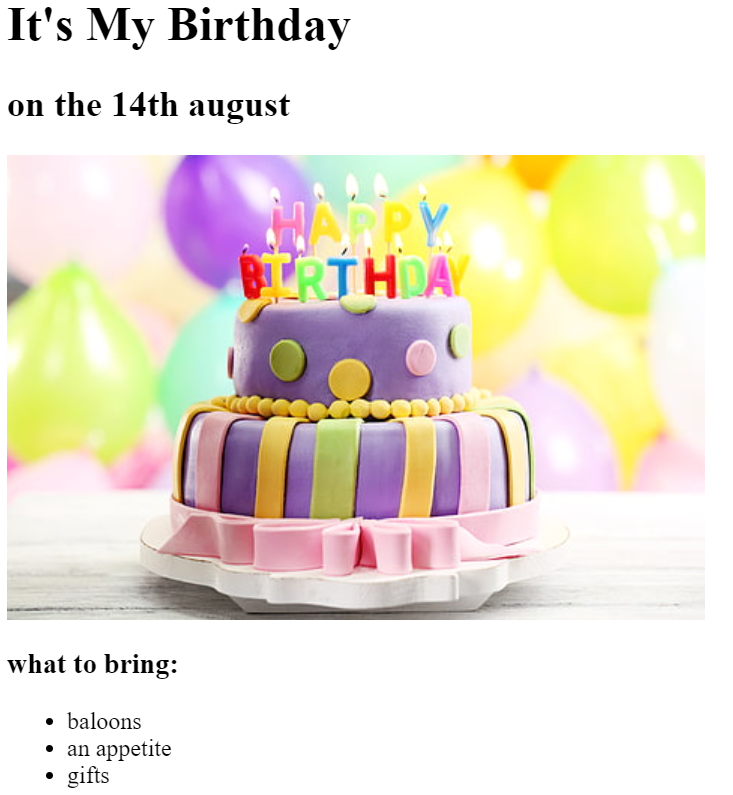 It's My Birthday
on the 14th august
HAPPY
BIRTHDAY
what to bring:
baloons
an appetite
gifts